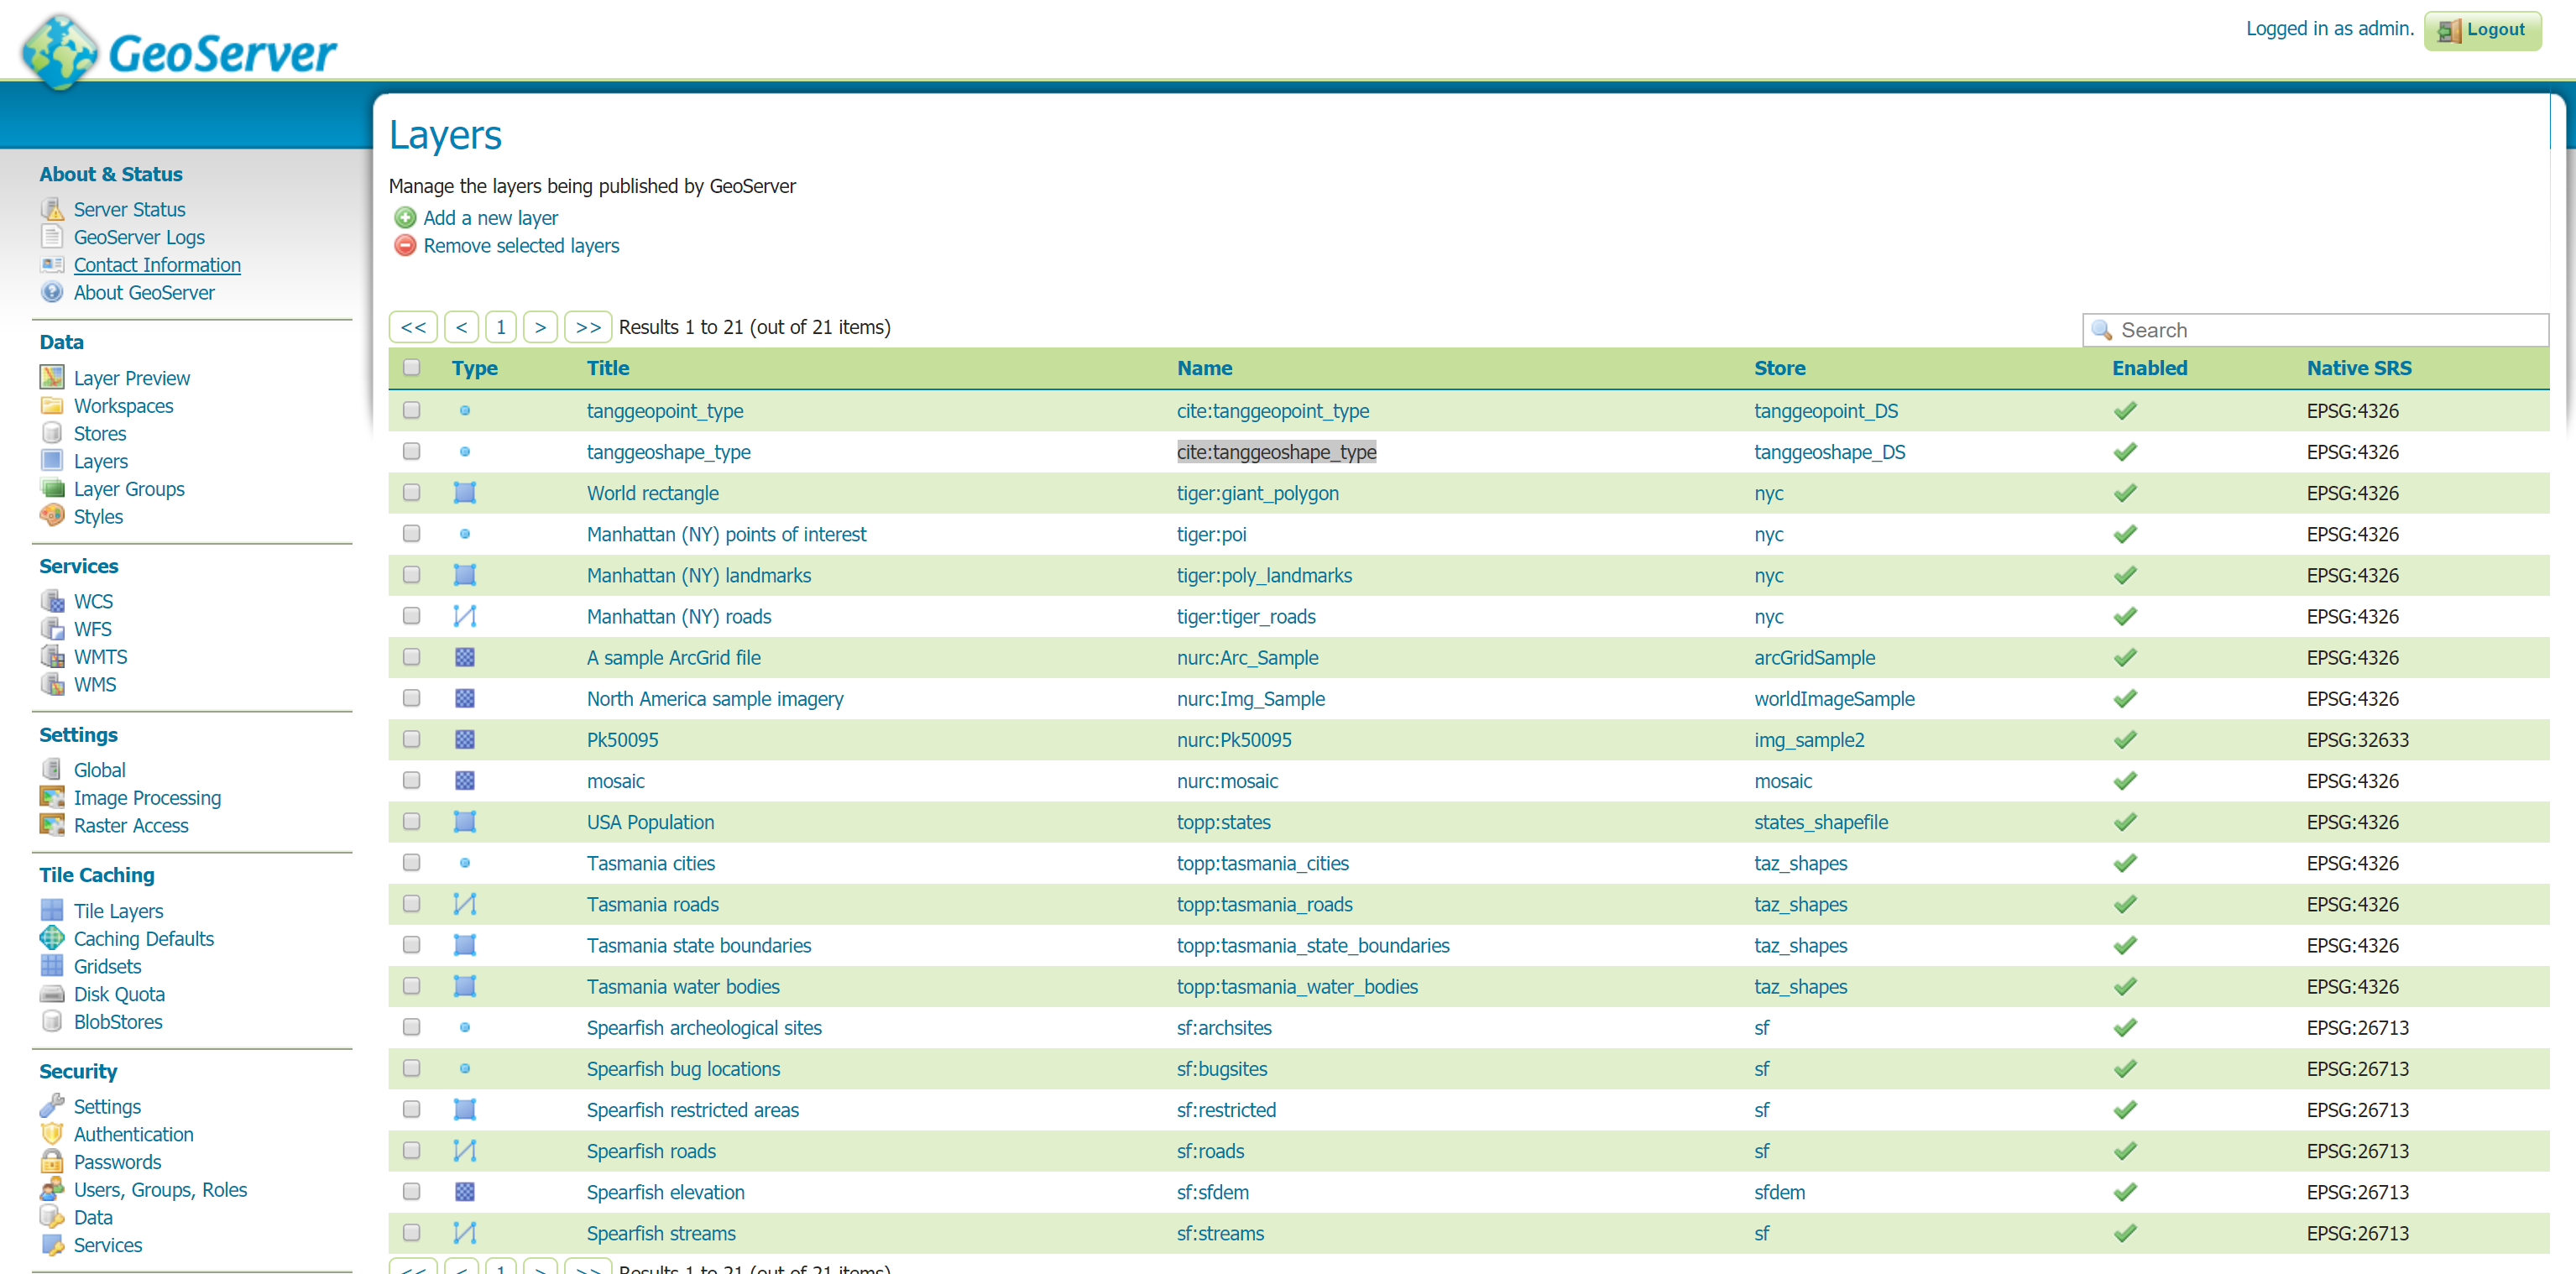 GeoServer
Logged in as admin. Logout
About & Status
Server Status
GeoServer Logs
Contact Information
About GeoServer
Data
Layer Preview
Workspaces
Stores
Layers
Layer Groups
Styles
Services
WCS
WFS
WMTS
WMS
Settings
Global
Image Processing
Raster Access
Tile Caching
Tile Layers
Caching Defaults
Gridsets
Disk Quota
BlobStores
Security
Settings
Authentication
Passwords
Users, Groups, Roles
Data
Services
Layers
Manage the layers being published by GeoServer
Add a new layer
Remove selected layers
<< < 1 > >> Results 1 to 21 (out of 21 items) Search
Type Title Name Store Enabled Native SRS
tanggeopoint_type cite:tanggeopoint_type tanggeopoint_DS EPSG:4326
tanggeoshape_type cite:tanggeoshape_type tanggeoshape_DS EPSG:4326
World rectangle tiger:giant_polygon nyc EPSG:4326
Manhattan (NY) points of interest tiger:poi nyc EPSG:4326
Manhattan (NY) landmarks tiger:poly_landmarks nyc EPSG:4326
Manhattan (NY) roads tiger:tiger_roads nyc EPSG:4326
A sample ArcGrid file nurc:Arc_Sample arcGridSample EPSG:4326
North America sample imagery nurc:Img_Sample worldImageSample EPSG:4326
Pk50095 nurc:Pk50095 img_sample2 EPSG:32633
mosaic nurc:mosaic mosaic EPSG:4326
USA Population topp:states states_shapefile EPSG:4326
Tasmania cities topp:tasmania_cities taz_shapes EPSG:4326
Tasmania roads topp:tasmania_roads taz_shapes EPSG:4326
Tasmania state boundaries topp:tasmania_state_boundaries taz_shapes EPSG:4326
Tasmania water bodies topp:tasmania_water_bodies taz_shapes EPSG:4326
Spearfish archeological sites sf:archsites sf EPSG:26713
Spearfish bug locations sf:bugsites sf EPSG:26713
Spearfish restricted areas sf:restricted sf EPSG:26713
Spearfish roads sf:roads sf EPSG:26713
Spearfish elevation sf:sfdem sfdem EPSG:26713
Spearfish streams sf:streams sf EPSG:26713
<< < 1 > >> Results 1 to 21 (out of 21 items)